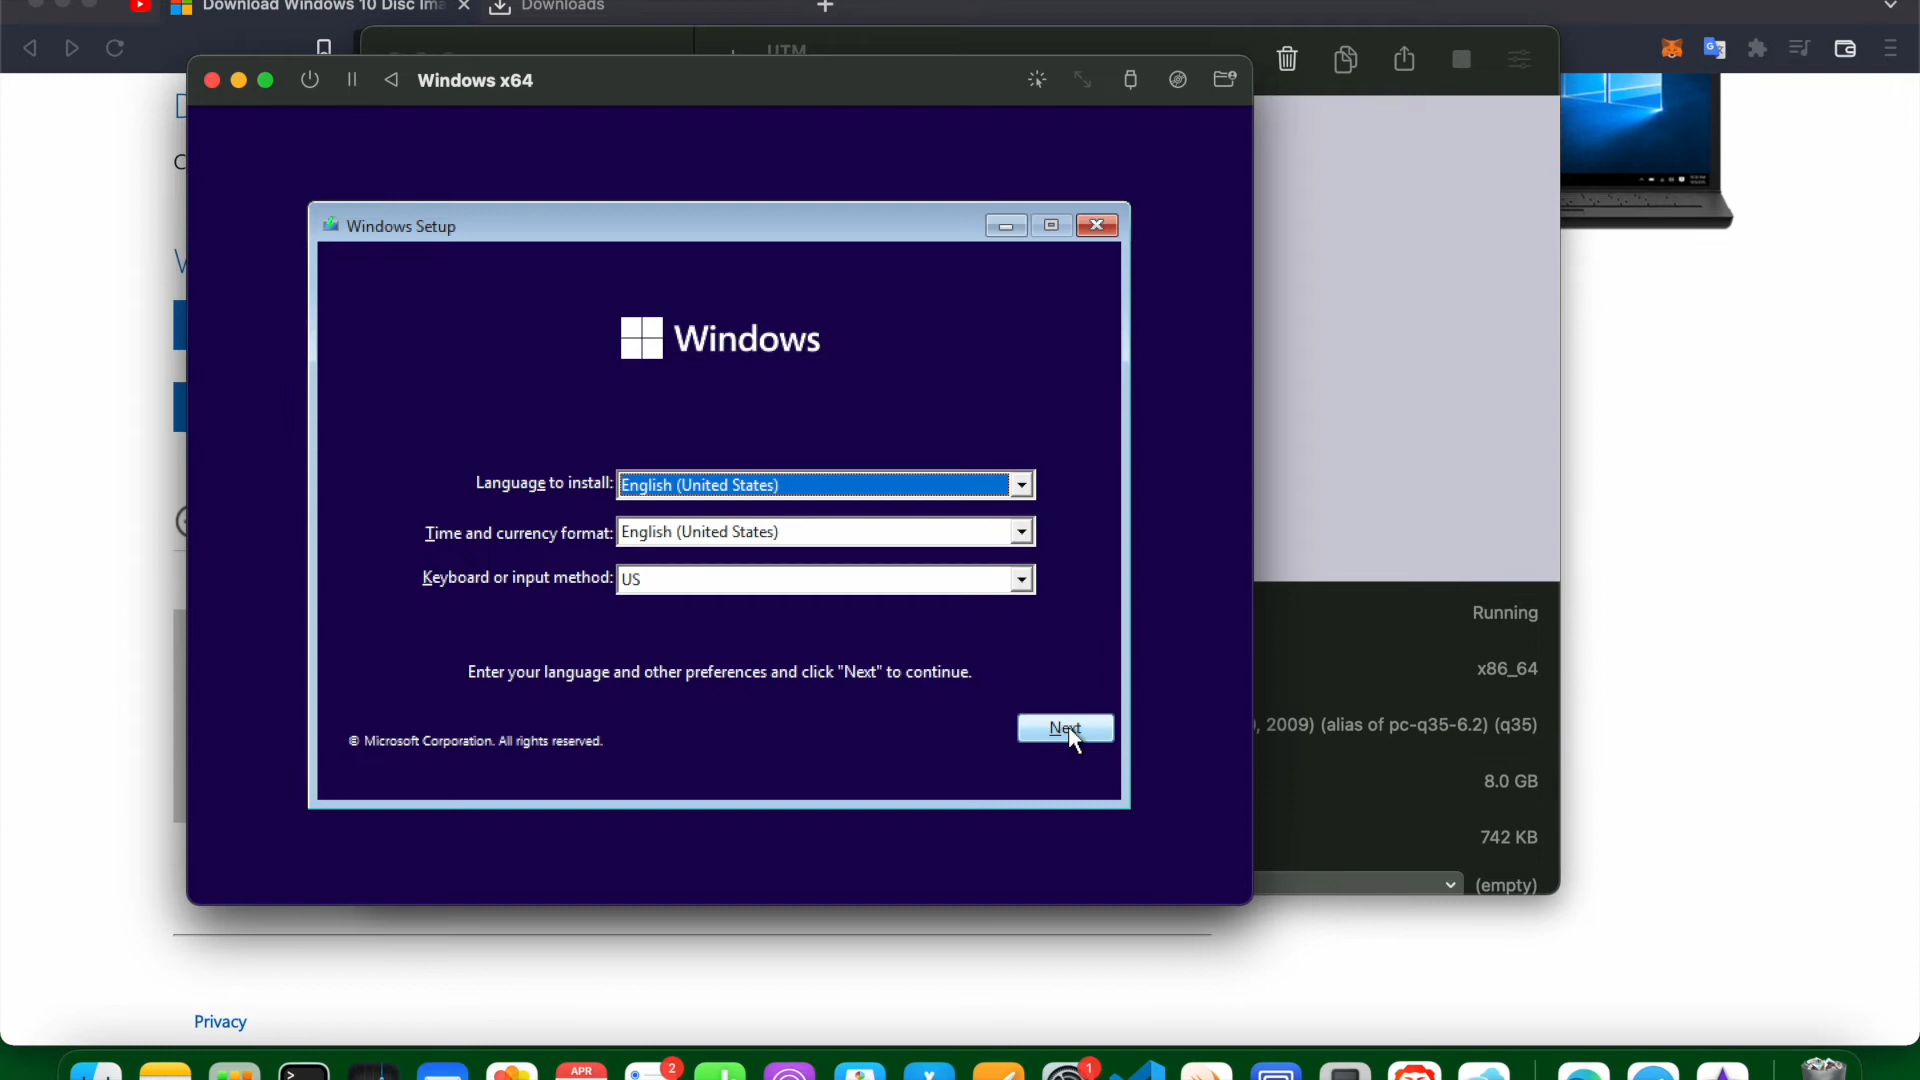 Download Windows 10 Disc Ima
Downloads
UTM
Windows x64
Windows Setup
Windows
Language to install: English (United States)
Time and currency format: English (United States)
Keyboard or input method: US
Enter your language and other preferences and click "Next" to continue.
Next
© Microsoft Corporation. All rights reserved.
Running
x86_64
, 2009) (alias of pc-q35-6.2) (q35)
8.0 GB
742 KB
(empty)
Privacy
2
APR
1